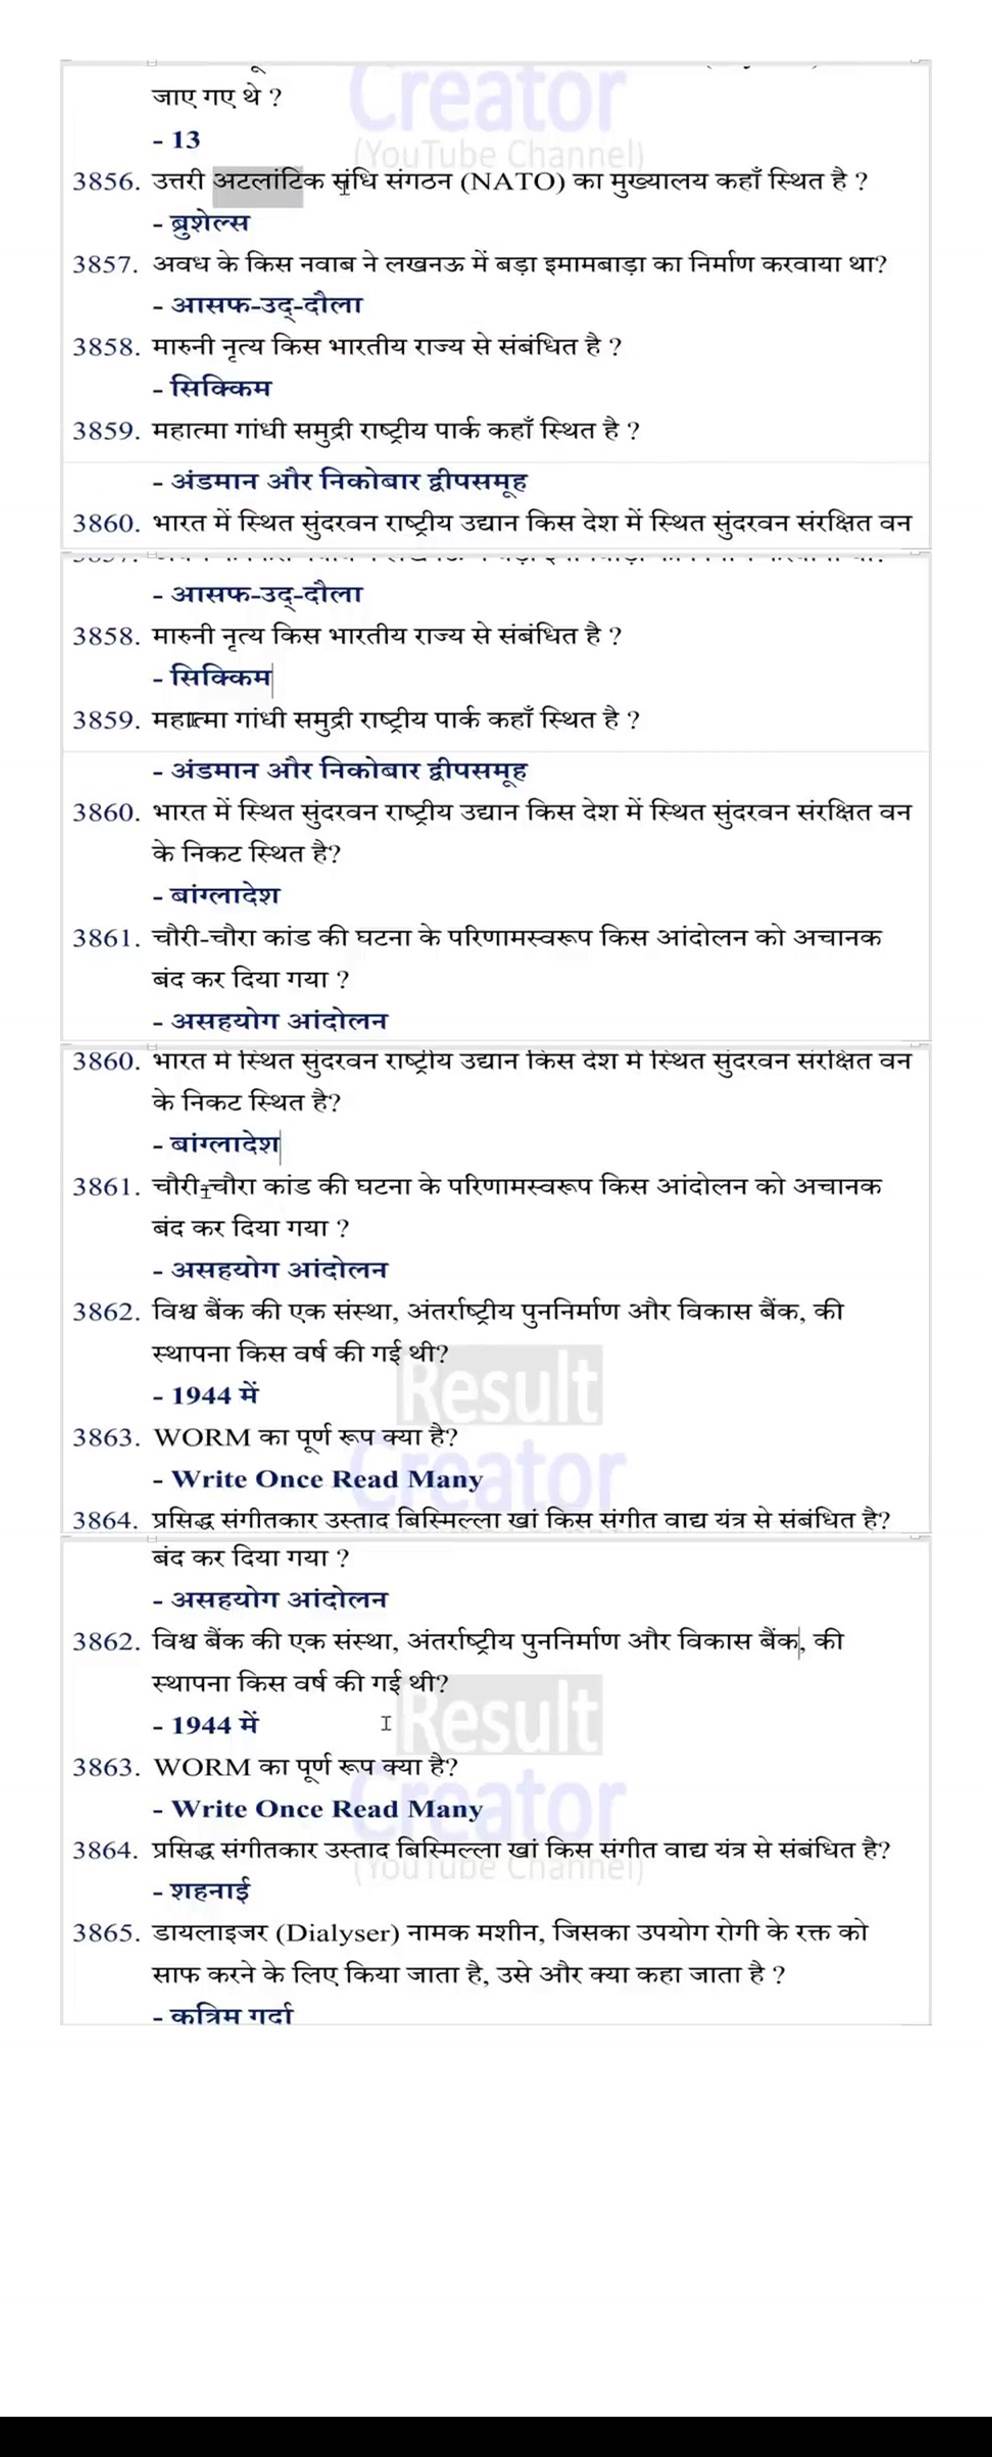 Creator
जाए गए थे ?
- 13
(YouTube Channel)
3856. उत्तरी अटलांटिक संधि संगठन (NATO) का मुख्यालय कहाँ स्थित है ?
- ब्रुशेल्स
3857. अवध के किस नवाब ने लखनऊ में बड़ा इमामबाड़ा का निर्माण करवाया था?
- आसफ-उद्-दौला
3858. मारुनी नृत्य किस भारतीय राज्य से संबंधित है ?
- सिक्किम
3859. महात्मा गांधी समुद्री राष्ट्रीय पार्क कहाँ स्थित है ?
- अंडमान और निकोबार द्वीपसमूह
3860. भारत में स्थित सुंदरवन राष्ट्रीय उद्यान किस देश में स्थित सुंदरवन संरक्षित वन
- आसफ-उद्-दौला
3858. मारुनी नृत्य किस भारतीय राज्य से संबंधित है ?
- सिक्किम
3859. महात्मा गांधी समुद्री राष्ट्रीय पार्क कहाँ स्थित है ?
- अंडमान और निकोबार द्वीपसमूह
3860. भारत में स्थित सुंदरवन राष्ट्रीय उद्यान किस देश में स्थित सुंदरवन संरक्षित वन
के निकट स्थित है?
- बांग्लादेश
3861. चौरी-चौरा कांड की घटना के परिणामस्वरूप किस आंदोलन को अचानक
बंद कर दिया गया ?
- असहयोग आंदोलन
3860. भारत में स्थित सुंदरवन राष्ट्रीय उद्यान किस देश में स्थित सुंदरवन संरक्षित वन
के निकट स्थित है?
- बांग्लादेश
3861. चौरी-चौरा कांड की घटना के परिणामस्वरूप किस आंदोलन को अचानक
बंद कर दिया गया ?
- असहयोग आंदोलन
3862. विश्व बैंक की एक संस्था, अंतर्राष्ट्रीय पुननिर्माण और विकास बैंक, की
स्थापना किस वर्ष की गई थी?
- 1944 में
Result
3863. WORM का पूर्ण रूप क्या है?
- Write Once Read Many
Creator
3864. प्रसिद्ध संगीतकार उस्ताद बिस्मिल्ला खां किस संगीत वाद्य यंत्र से संबंधित है?
बंद कर दिया गया ?
- असहयोग आंदोलन
3862. विश्व बैंक की एक संस्था, अंतर्राष्ट्रीय पुननिर्माण और विकास बैंक, की
स्थापना किस वर्ष की गई थी?
- 1944 में
Result
3863. WORM का पूर्ण रूप क्या है?
- Write Once Read Many
Creator
3864. प्रसिद्ध संगीतकार उस्ताद बिस्मिल्ला खां किस संगीत वाद्य यंत्र से संबंधित है?
(YouTube Channel)
- शहनाई
3865. डायलाइजर (Dialyser) नामक मशीन, जिसका उपयोग रोगी के रक्त को
साफ करने के लिए किया जाता है, उसे और क्या कहा जाता है ?